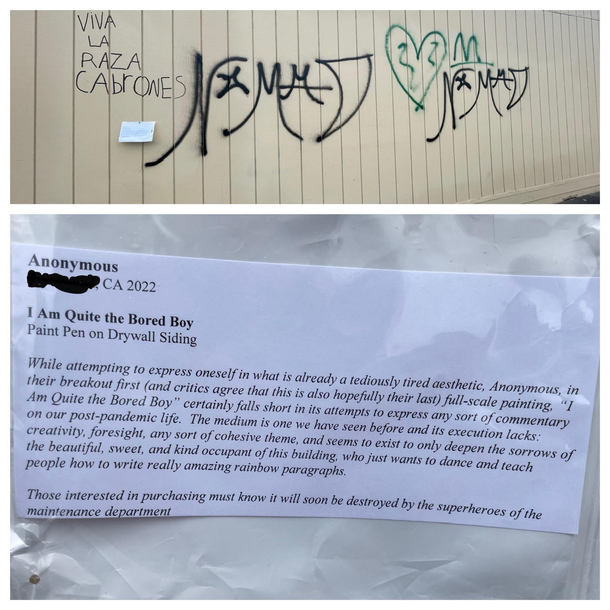 VIVA
LA
RAZA
CAbrONES
M
Anonymous
, CA 2022
I Am Quite the Bored Boy
Paint Pen on Drywall Siding
While attempting to express oneself in what is already a tediously tired aesthetic, Anonymous, in
their breakout first (and critics agree that this is also hopefully their last) full-scale painting, “I
Am Quite the Bored Boy” certainly falls short in its attempts to express any sort of commentary
on our post-pandemic life. The medium is one we have seen before and its execution lacks:
creativity, foresight, any sort of cohesive theme, and seems to exist to only deepen the sorrows of
the beautiful, sweet, and kind occupant of this building, who just wants to dance and teach
people how to write really amazing rainbow paragraphs.
Those interested in purchasing must know it will soon be destroyed by the superheroes of the
maintenance department